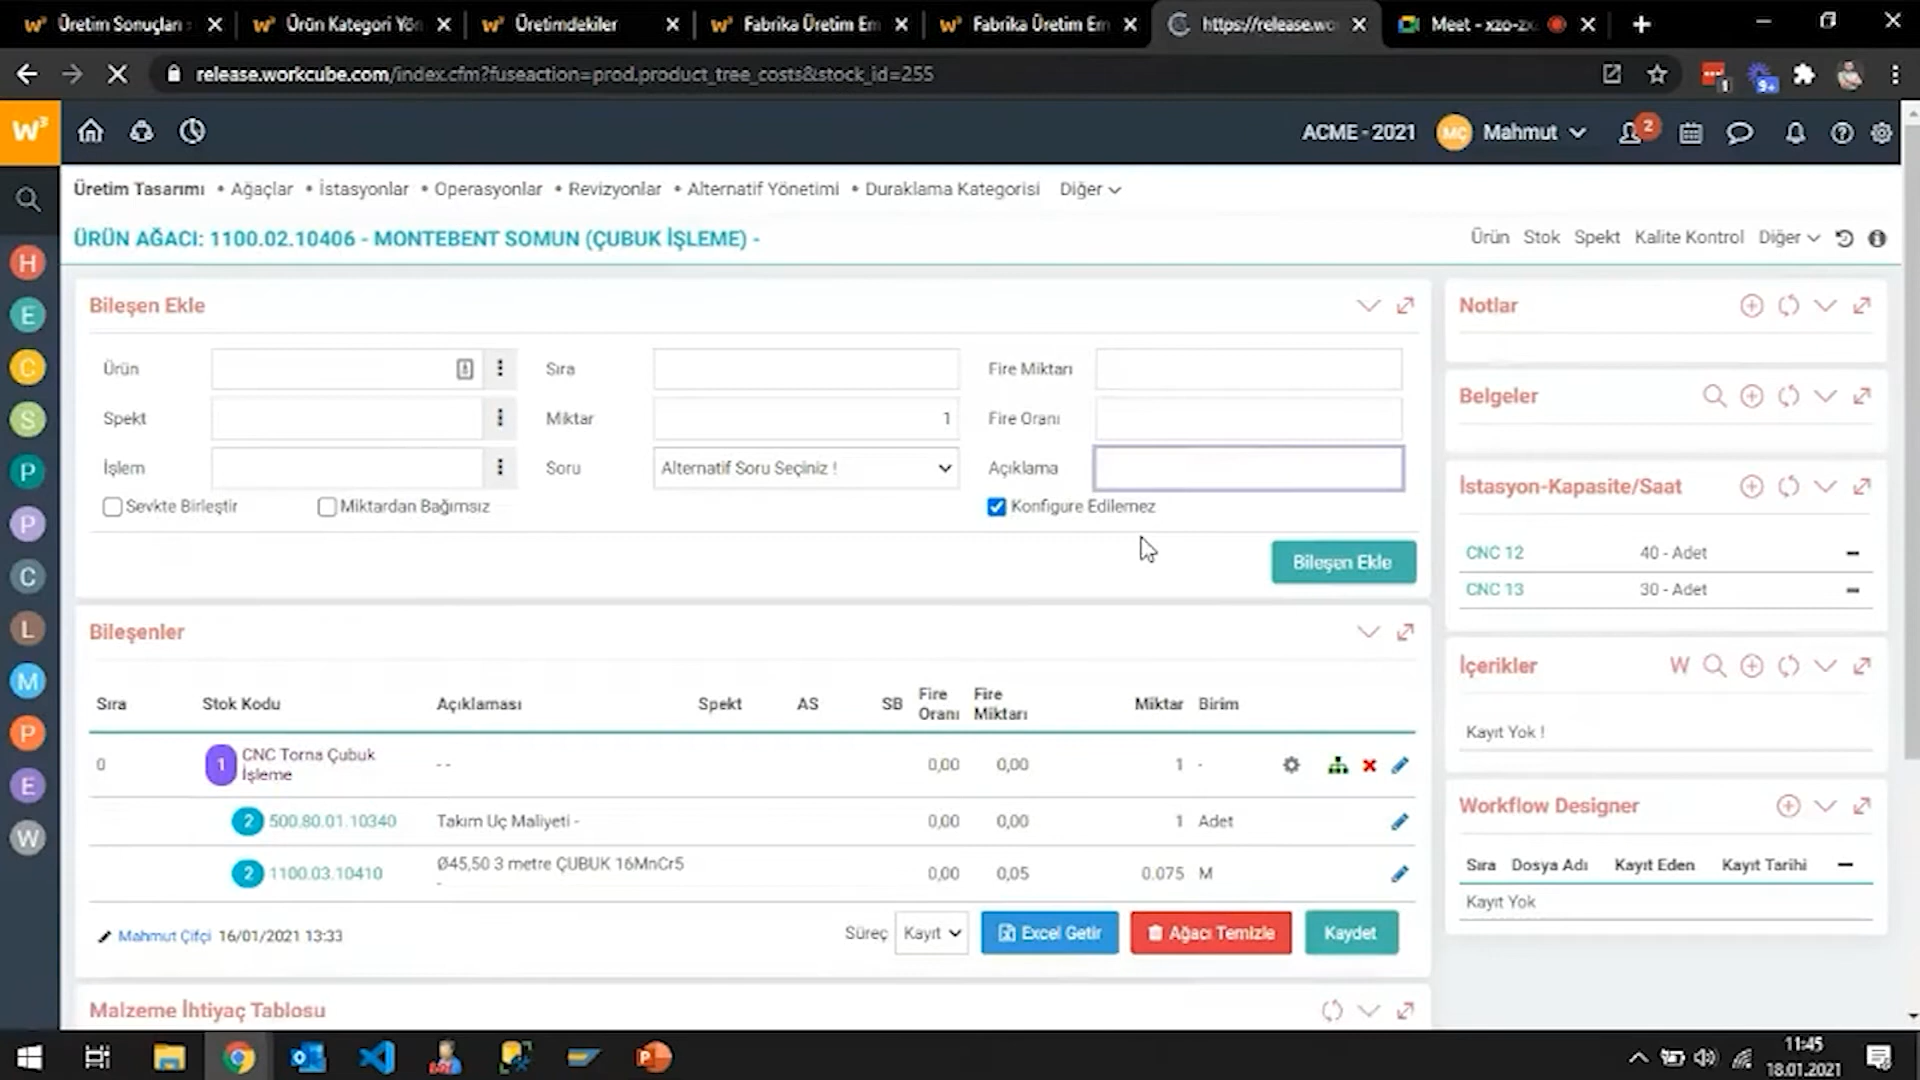 Üretim Sonuçları
Ürün Kategori Yön
Üretimdekiler
Fabrika Üretim Em
Fabrika Üretim Em
https://release.wo
Meet - xzo-zx
release.workcube.com/index.cfm?fuseaction=prod.product_tree_costs&stock_id=255
1
9+
W³
ACME - 2021
MÇ
Mahmut
2
Üretim Tasarımı • Ağaçlar • İstasyonlar • Operasyonlar • Revizyonlar • Alternatif Yönetimi • Duraklama Kategorisi Diğer
ÜRÜN AĞACI: 1100.02.10406 - MONTEBENT SOMUN (ÇUBUK İŞLEME) -
Ürün Stok Spekt Kalite Kontrol Diğer
H
E
C
S
P
P
C
L
M
P
E
W
Bileşen Ekle
Ürün
Sıra
Fire Miktarı
Spekt
Miktar
1
Fire Oranı
İşlem
Soru
Alternatif Soru Seçiniz !
Açıklama
Sevkte Birleştir
Miktardan Bağımsız
Konfigure Edilemez
Bileşen Ekle
Bileşenler
Sıra Stok Kodu Açıklaması Spekt AS SB Fire Oranı Fire Miktarı Miktar Birim
0 1 CNC Torna Çubuk İşleme - - 0,00 0,00 1 -
2 500.80.01.10340 Takım Uç Maliyeti - 0,00 0,00 1 Adet
2 1100.03.10410 Ø45,50 3 metre ÇUBUK 16MnCr5 - 0,00 0,05 0.075 M
Mahmut Çifçi 16/01/2021 13:33
Süreç
Kayıt
Excel Getir
Ağacı Temizle
Kaydet
Malzeme İhtiyaç Tablosu
Notlar
Belgeler
İstasyon-Kapasite/Saat
CNC 12 40 - Adet
CNC 13 30 - Adet
İçerikler
W
Kayıt Yok !
Workflow Designer
Sıra Dosya Adı Kayıt Eden Kayıt Tarihi
Kayıt Yok
11:45
18.01.2021